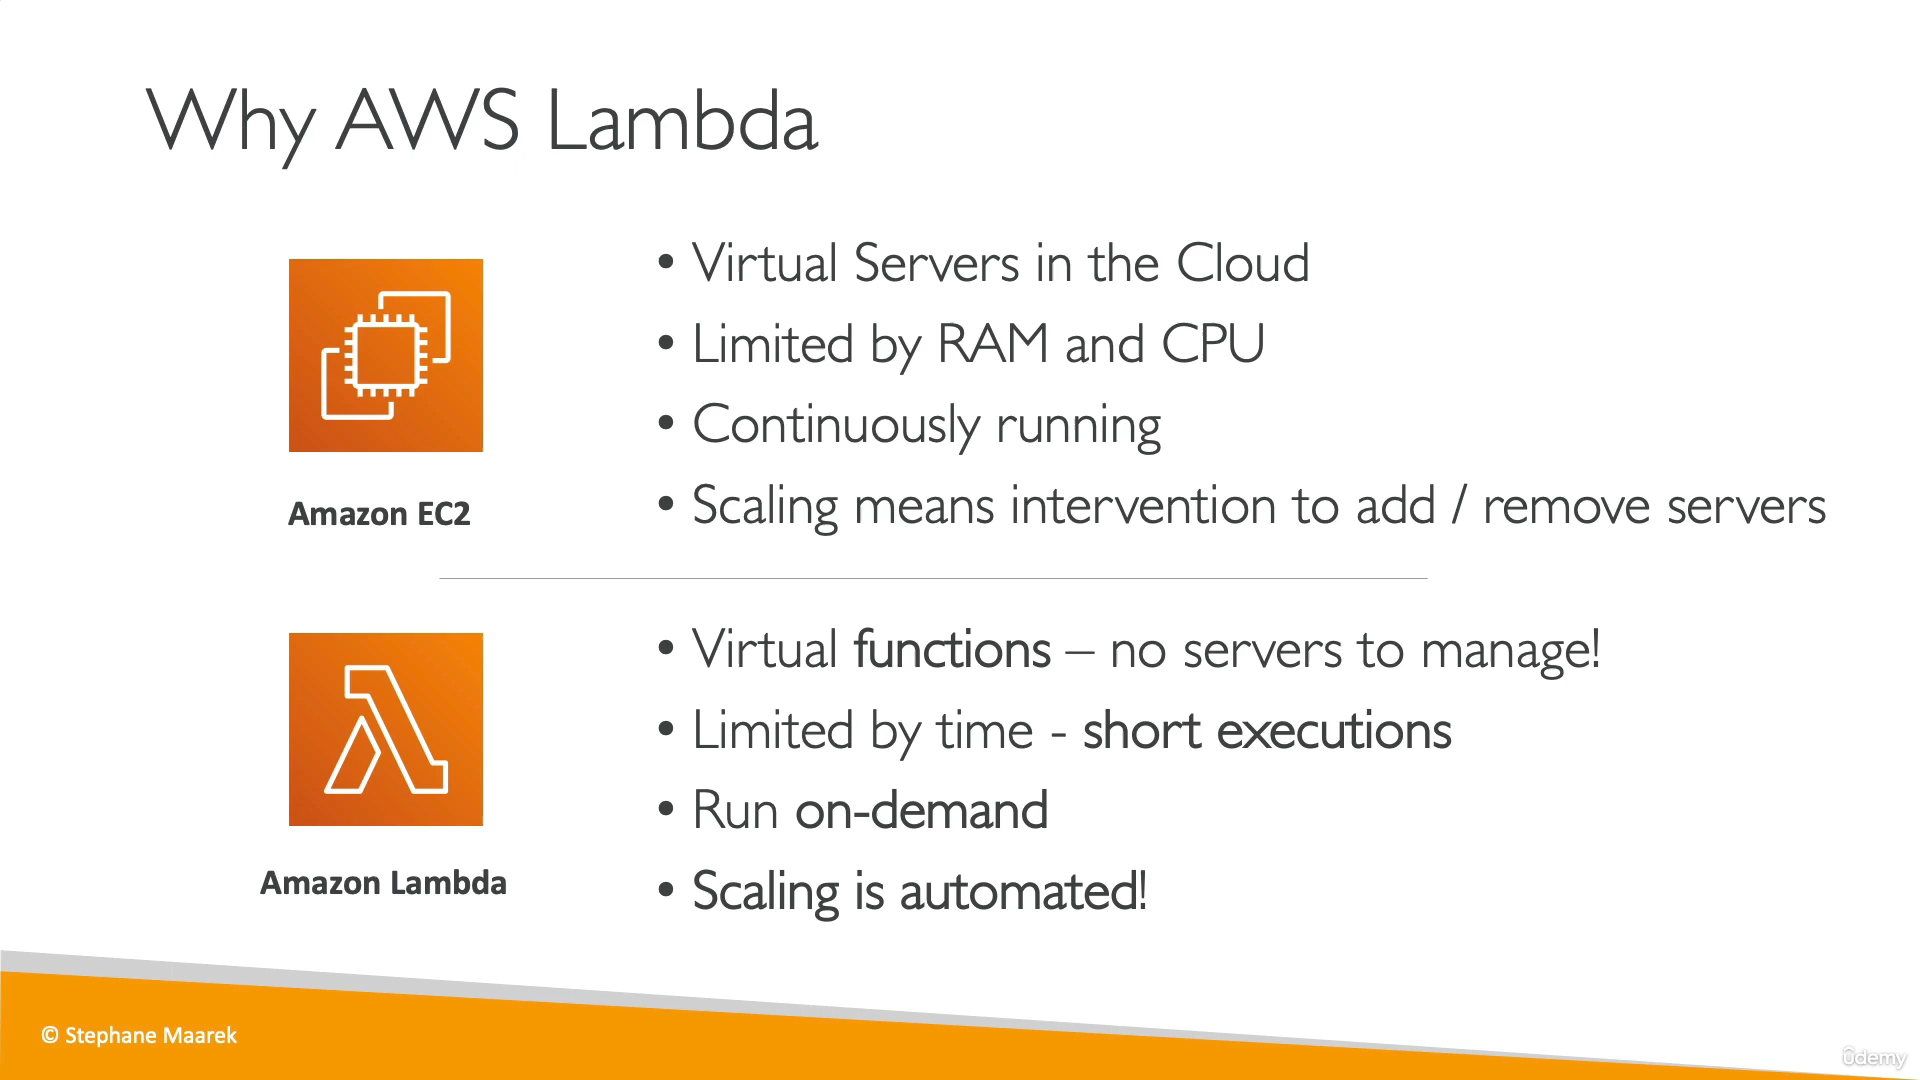 Why AWS Lambda
• Virtual Servers in the Cloud
• Limited by RAM and CPU
• Continuously running
• Scaling means intervention to add / remove servers
Amazon EC2
• Virtual functions – no servers to manage!
• Limited by time - short executions
• Run on-demand
• Scaling is automated!
Amazon Lambda
© Stephane Maarek
ûdemy